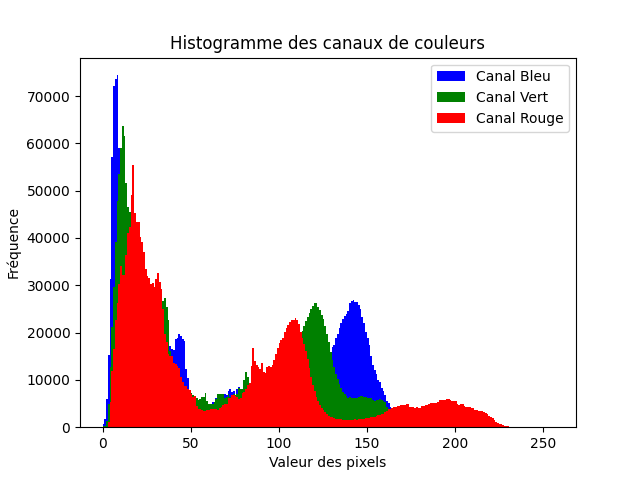 Histogramme des canaux de couleurs
Canal Bleu
Canal Vert
Canal Rouge
70000
60000
50000
40000
30000
20000
10000
0
Fréquence
0 50 100 150 200 250
Valeur des pixels